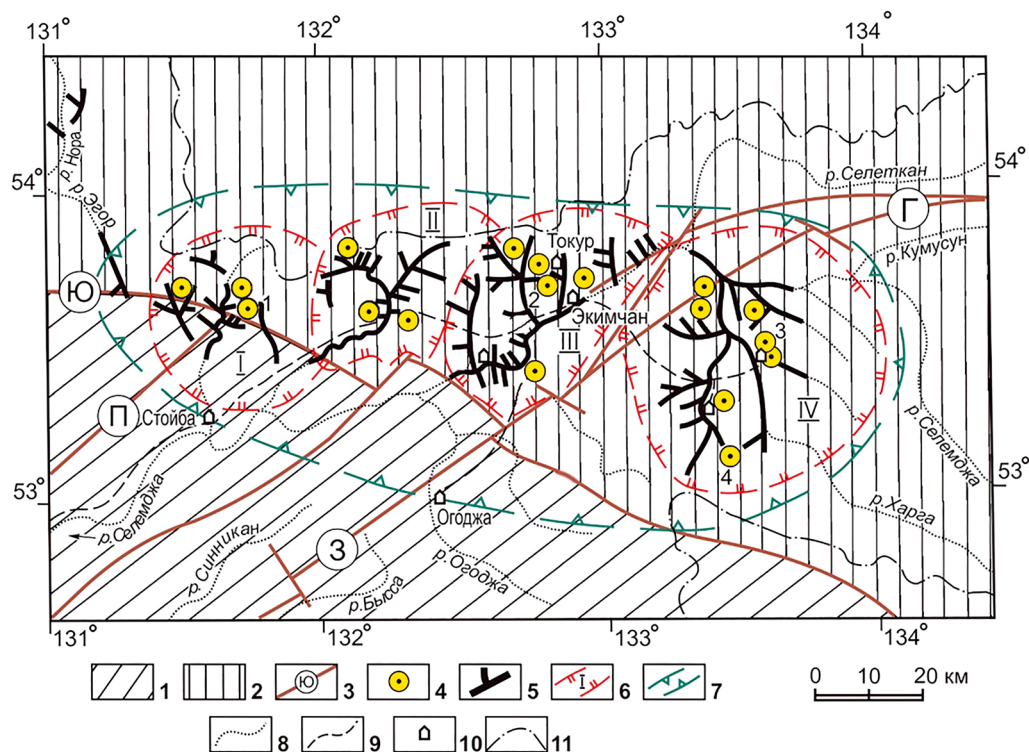 131°
132°
133°
134°
54°
р. Нора
р. Эгор
II
р. Селеткан
54°
Г
р. Кумусун
Токур
Ю
1
2
Экимчан
3
I
III
П
Стойба
IV
р. Селемджа
4
53°
53°
р. Селемджа
Огоджа
р. Харга
З
р. Синникан
р. Огоджа
р. Бысса
131°
132°
133°
134°
1
2
Ю
3
4
5
I
6
7
0 10 20 км
8
9
10
11